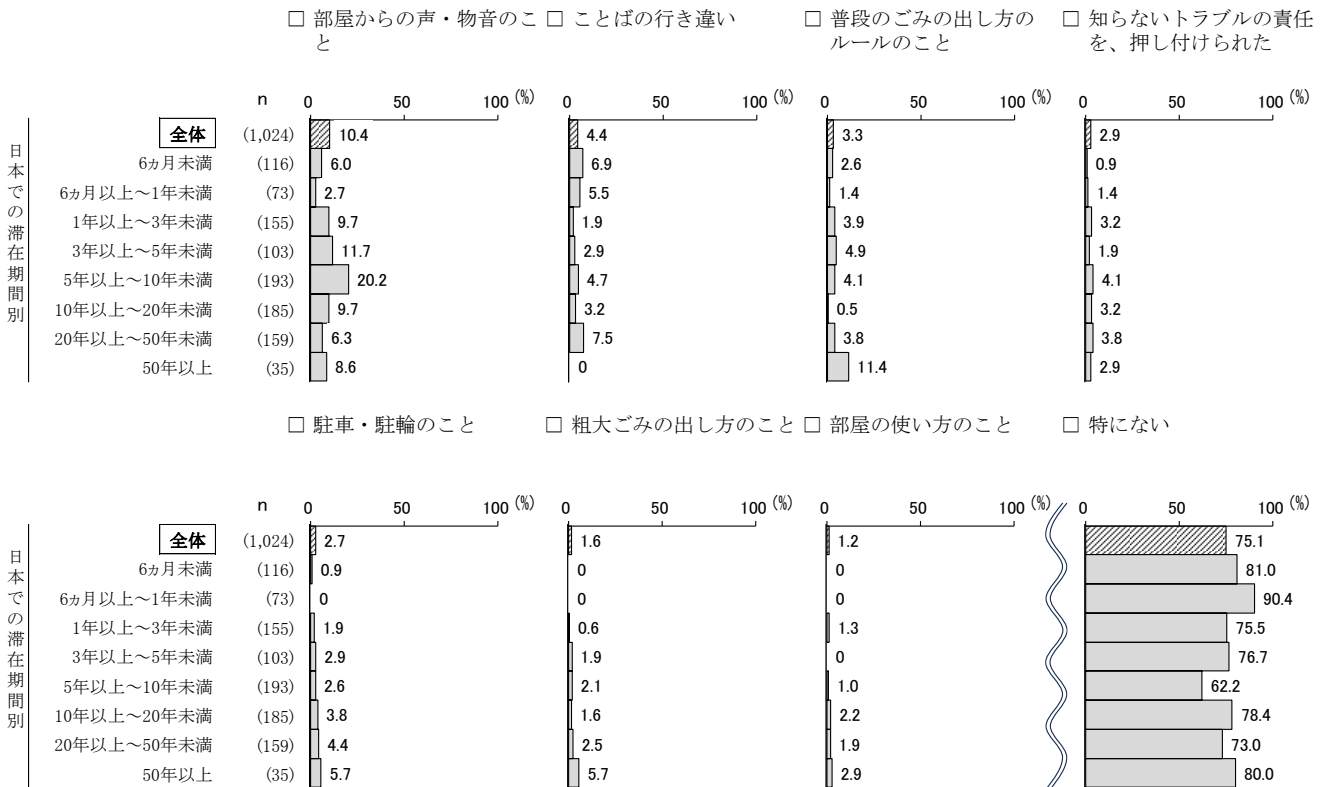 □ 部屋からの声・物音のこ □ ことばの行き違い □ 普段のごみの出し方の □ 知らないトラブルの責任
と ルールのこと を、押し付けられた
n 0 50 100 (%) 0 50 100 (%) 0 50 100 (%) 0 50 100 (%)
日本での滞在期間別
全体 (1,024) 10.4 4.4 3.3 2.9
6ヵ月未満 (116) 6.0 6.9 2.6 0.9
6ヵ月以上～1年未満 (73) 2.7 5.5 1.4 1.4
1年以上～3年未満 (155) 9.7 1.9 3.9 3.2
3年以上～5年未満 (103) 11.7 2.9 4.9 1.9
5年以上～10年未満 (193) 20.2 4.7 4.1 4.1
10年以上～20年未満 (185) 9.7 3.2 0.5 3.2
20年以上～50年未満 (159) 6.3 7.5 3.8 3.8
50年以上 (35) 8.6 0 11.4 2.9
□ 駐車・駐輪のこと □ 粗大ごみの出し方のこと □ 部屋の使い方のこと □ 特にない
n 0 50 100 (%) 0 50 100 (%) 0 50 100 (%) 0 50 100 (%)
日本での滞在期間別
全体 (1,024) 2.7 1.6 1.2 75.1
6ヵ月未満 (116) 0.9 0 0 81.0
6ヵ月以上～1年未満 (73) 0 0 0 90.4
1年以上～3年未満 (155) 1.9 0.6 1.3 75.5
3年以上～5年未満 (103) 2.9 1.9 0 76.7
5年以上～10年未満 (193) 2.6 2.1 1.0 62.2
10年以上～20年未満 (185) 3.8 1.6 2.2 78.4
20年以上～50年未満 (159) 4.4 2.5 1.9 73.0
50年以上 (35) 5.7 5.7 2.9 80.0